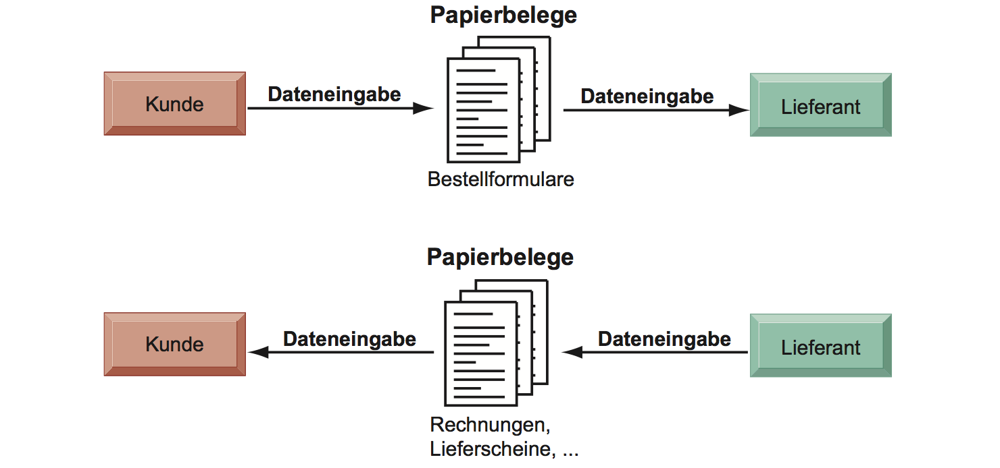 Papierbelege
Kunde
Dateneingabe
Dateneingabe
Lieferant
Bestellformulare
Papierbelege
Kunde
Dateneingabe
Dateneingabe
Lieferant
Rechnungen,
Lieferscheine, ...